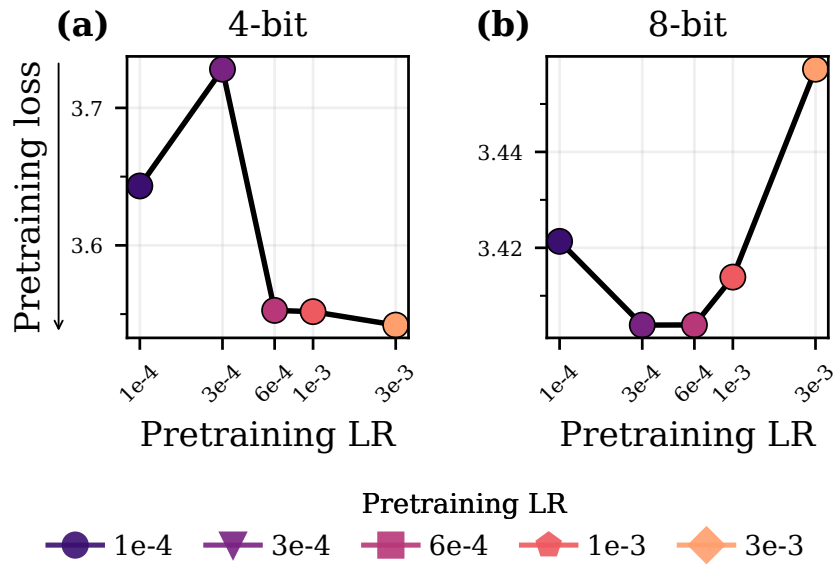 (a) 4-bit
(b) 8-bit
Pretraining loss
3.7
3.6
1e-4
3e-4
6e-4
1e-3
3e-3
Pretraining LR
3.44
3.42
1e-4
3e-4
6e-4
1e-3
3e-3
Pretraining LR
Pretraining LR
1e-4 3e-4 6e-4 1e-3 3e-3